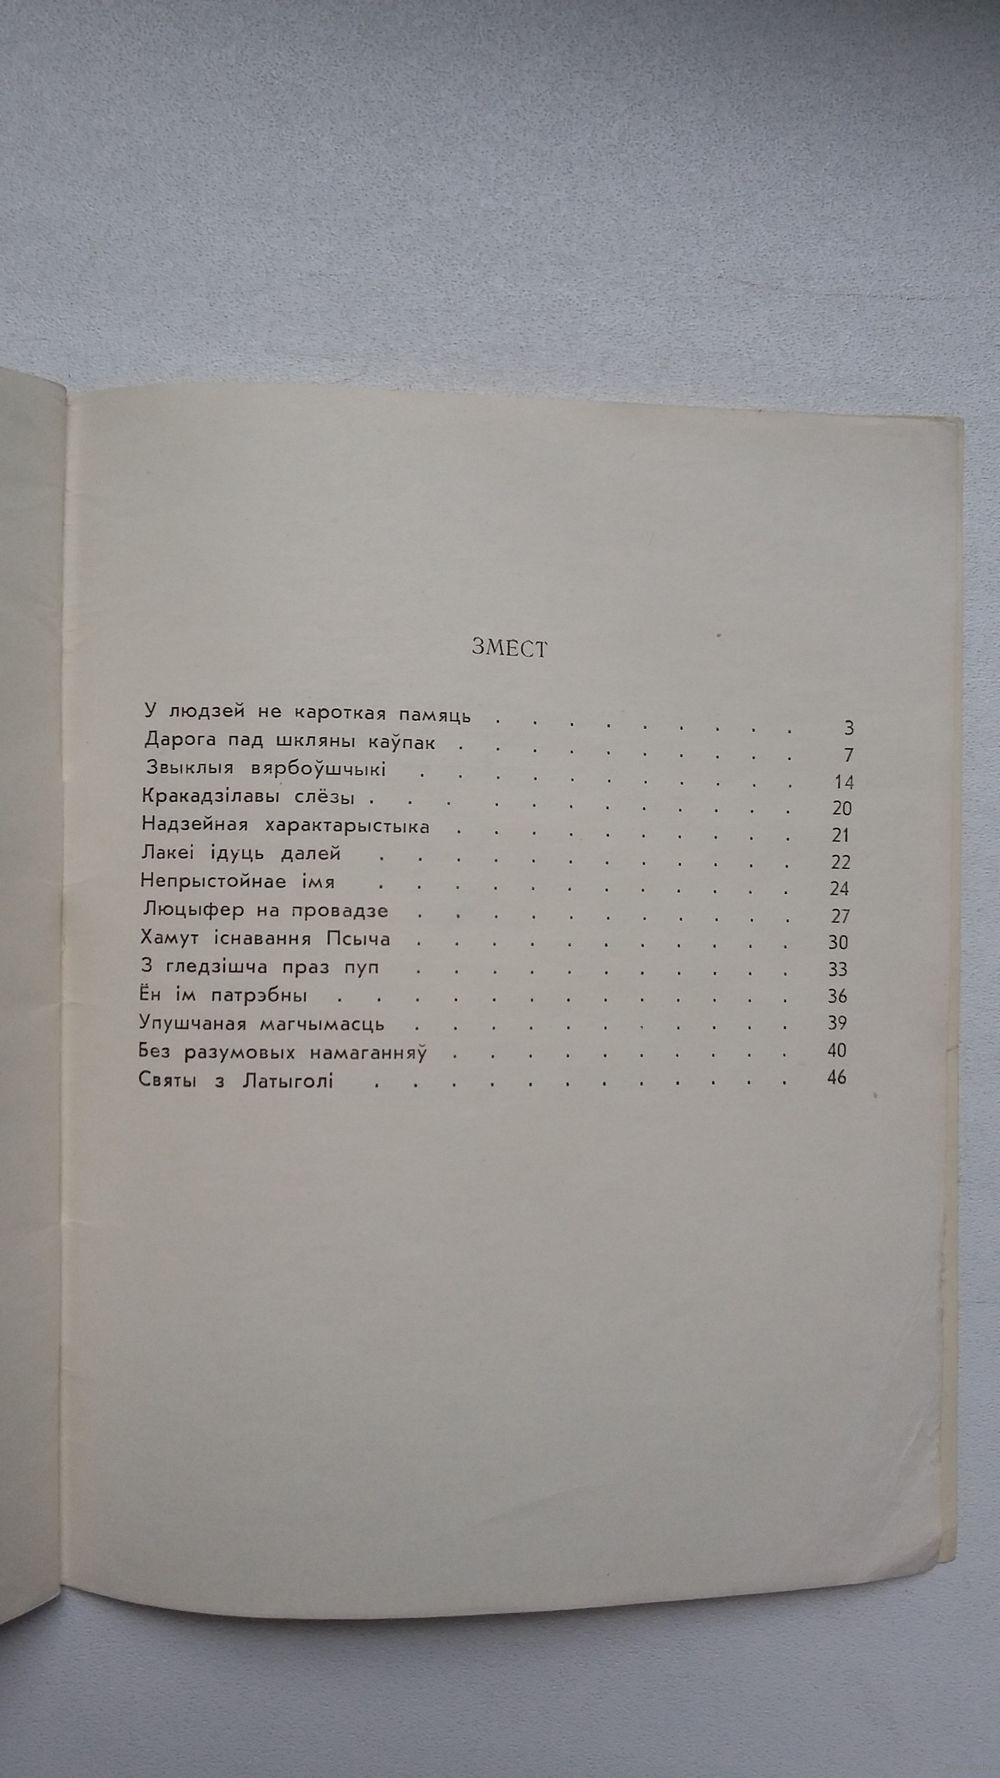 ЗМЕСТ
У людзей не кароткая памяць . . . . . . . . . 3
Дарога пад шкляны каўпак . . . . . . . . . . 7
Звыклыя вярбоўшчыкі . . . . . . . . . . . 14
Кракадзілавы слёзы . . . . . . . . . . . . 20
Надзейная характарыстыка . . . . . . . . . . 21
Лакеі ідуць далей . . . . . . . . . . . . 22
Непрыстойнае імя . . . . . . . . . . . . 24
Люцыфер на провадзе . . . . . . . . . . . 27
Хамут існавання Псыча . . . . . . . . . . . 30
З гледзішча праз пуп . . . . . . . . . . . 33
Ён ім патрэбны . . . . . . . . . . . . . 36
Упушчаная магчымасць . . . . . . . . . . . 39
Без разумовых намаганняў . . . . . . . . . . 40
Святы з Латыголі . . . . . . . . . . . . 46